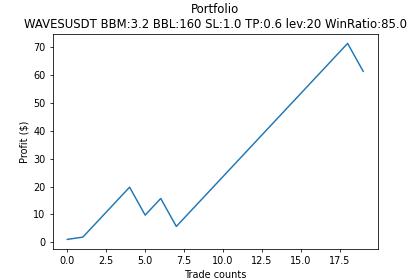 Portfolio
WAVESUSDT BBM:3.2 BBL:160 SL:1.0 TP:0.6 lev:20 WinRatio:85.0
Profit ($)
70
60
50
40
30
20
10
0
0.0 2.5 5.0 7.5 10.0 12.5 15.0 17.5
Trade counts